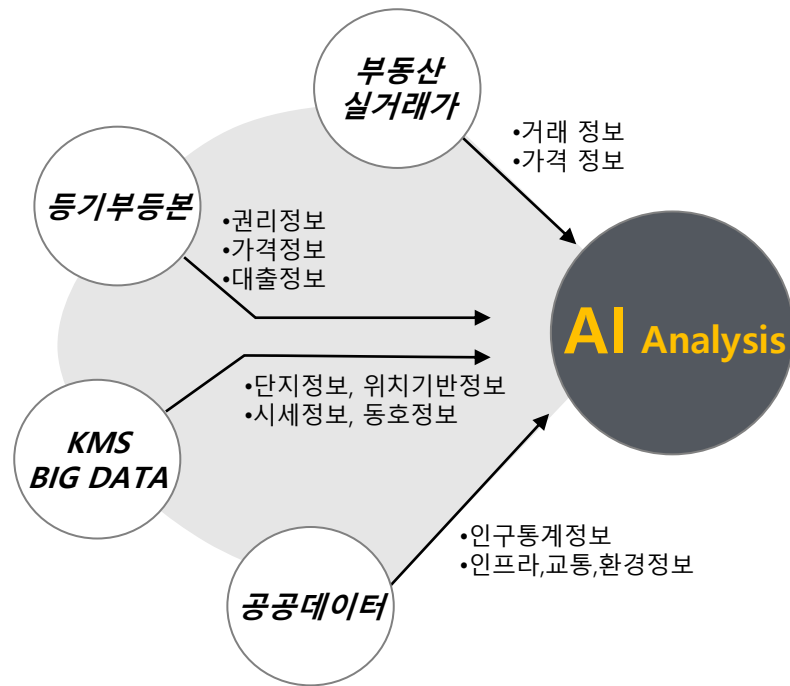 부동산
실거래가
•거래 정보
•가격 정보
등기부등본
•권리정보
•가격정보
•대출정보
AI Analysis
•단지정보, 위치기반정보
•시세정보, 동호정보
KMS
BIG DATA
•인구통계정보
•인프라,교통,환경정보
공공데이터